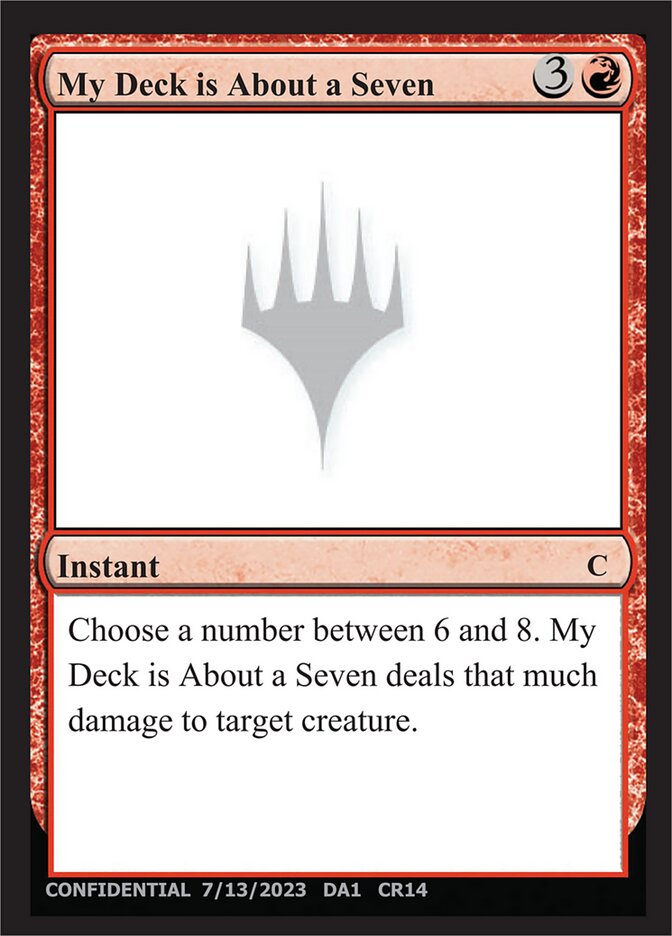 My Deck is About a Seven 3
Instant C
Choose a number between 6 and 8. My
Deck is About a Seven deals that much
damage to target creature.
CONFIDENTIAL 7/13/2023 DA1 CR14